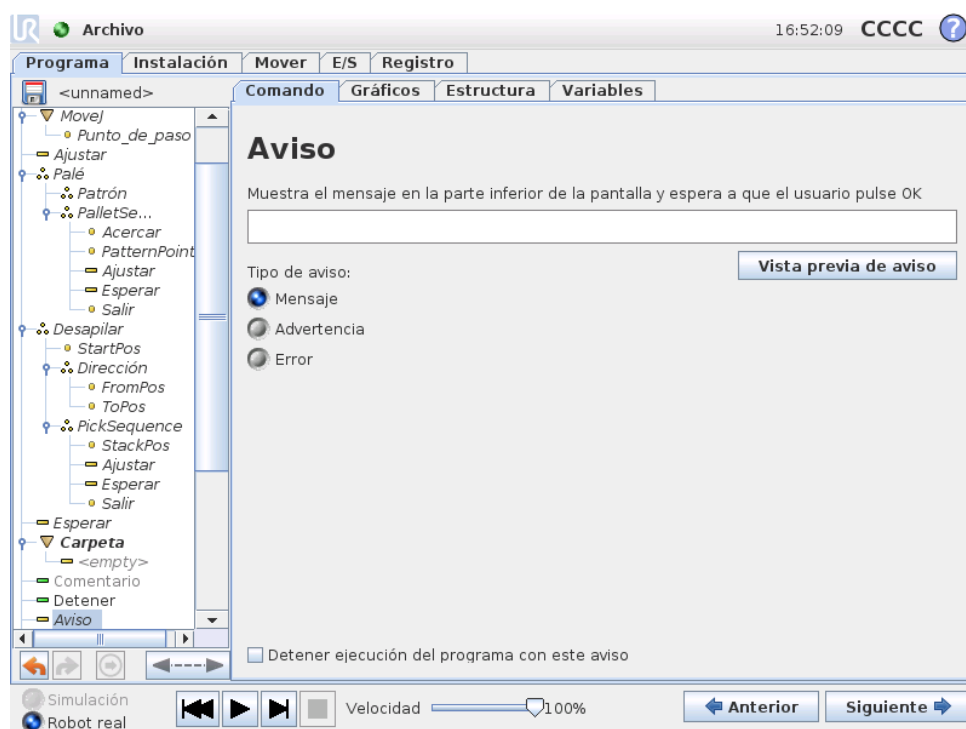 UR Archivo 16:52:09 CCCC ?
Programa Instalación Mover E/S Registro
<unnamed>
Comando Gráficos Estructura Variables
MoveJ
Punto_de_paso
Ajustar
Palé
Patrón
PalletSe...
Acercar
PatternPoint
Ajustar
Esperar
Salir
Desapilar
StartPos
Dirección
FromPos
ToPos
PickSequence
StackPos
Ajustar
Esperar
Salir
Esperar
Carpeta
<empty>
Comentario
Detener
Aviso
Aviso
Muestra el mensaje en la parte inferior de la pantalla y espera a que el usuario pulse OK
Vista previa de aviso
Tipo de aviso:
Mensaje
Advertencia
Error
Detener ejecución del programa con este aviso
Simulación
Robot real
Velocidad 100%
Anterior
Siguiente